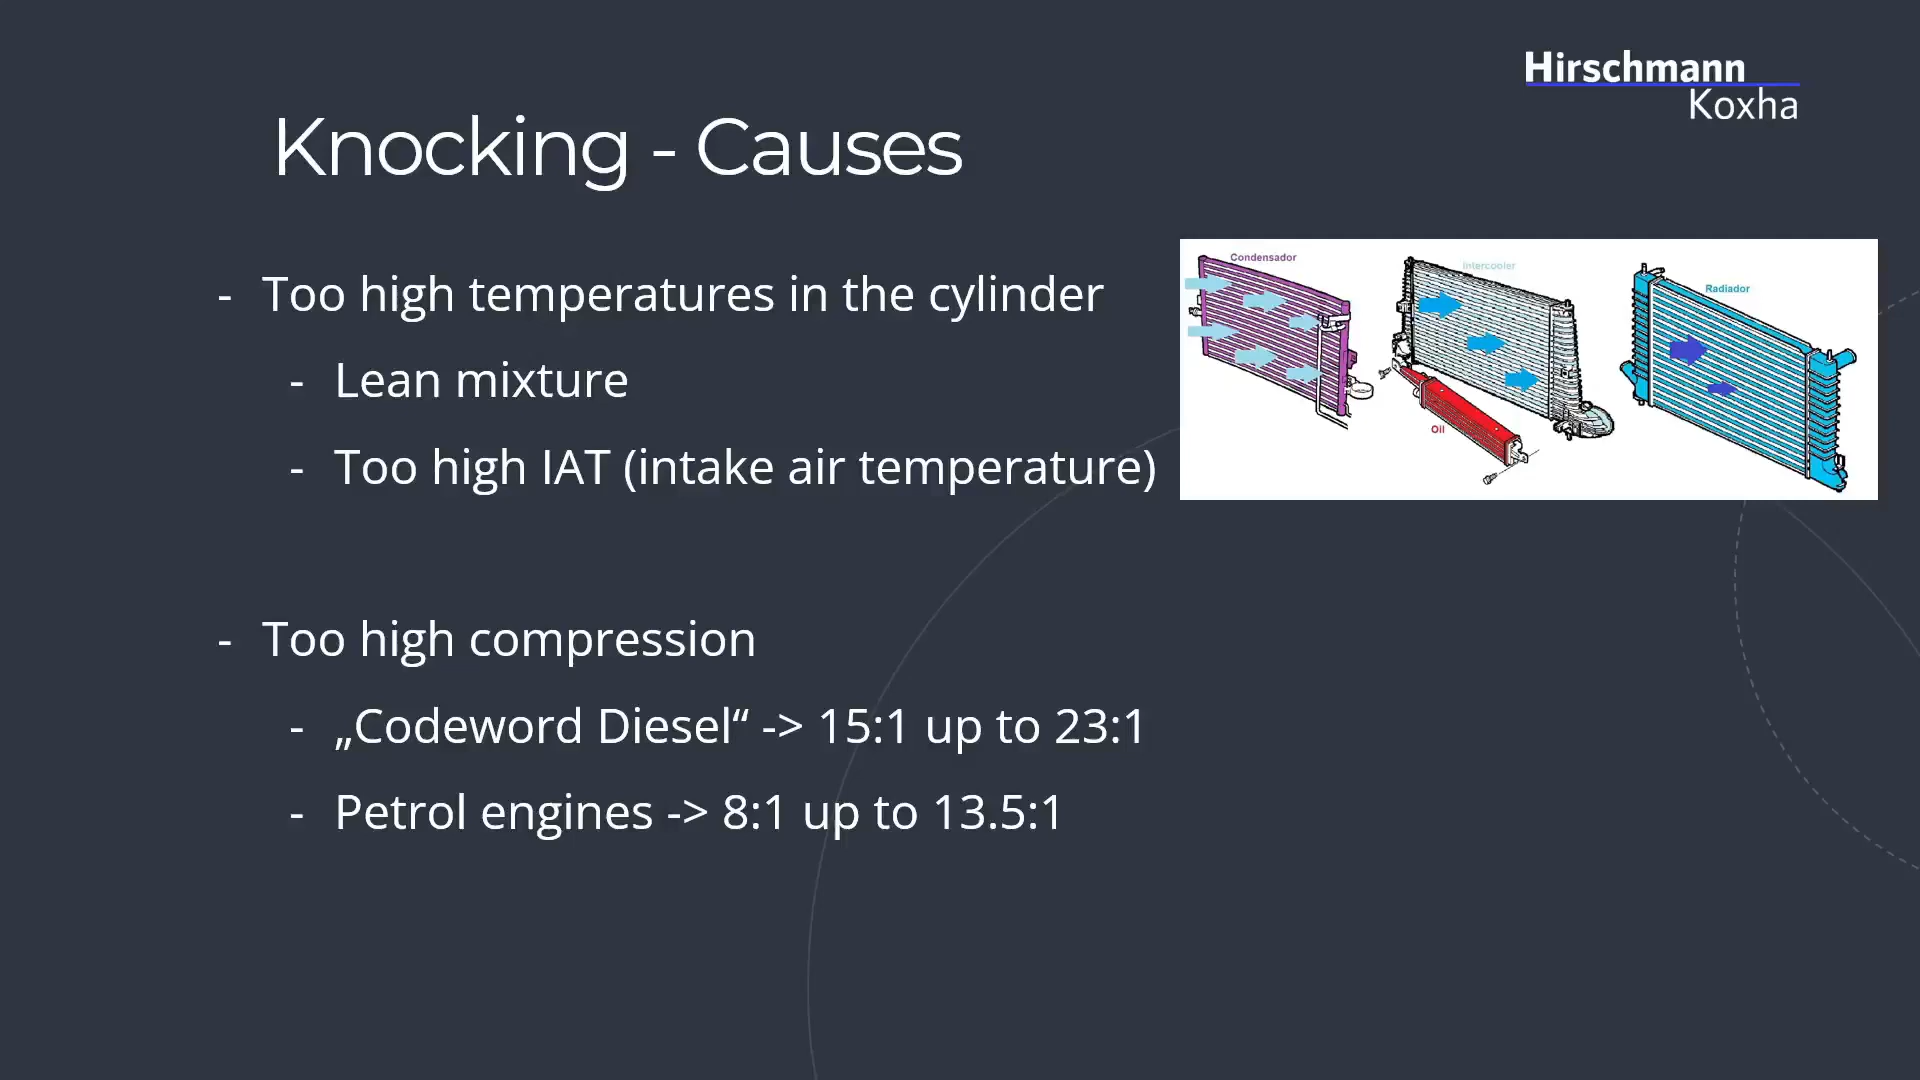 Hirschmann
Koxha
Knocking - Causes
- Too high temperatures in the cylinder
- Lean mixture
- Too high IAT (intake air temperature)
- Too high compression
- „Codeword Diesel“ -> 15:1 up to 23:1
- Petrol engines -> 8:1 up to 13.5:1
Condensador
Intercooler
Radiador
Oil